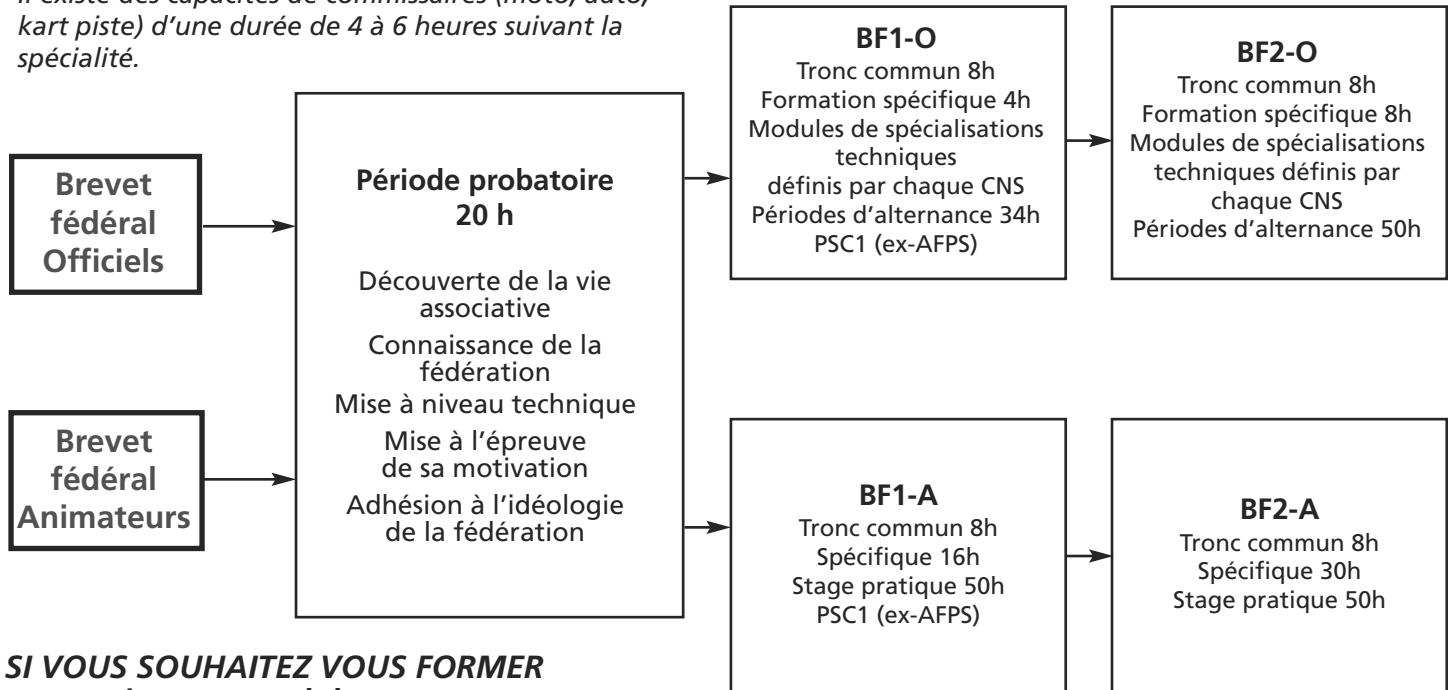 kart piste) d’une durée de 4 à 6 heures suivant la
spécialité.
Brevet
fédéral
Officiels
Brevet
fédéral
Animateurs
Période probatoire
20 h
Découverte de la vie
associative
Connaissance de la
fédération
Mise à niveau technique
Mise à l’épreuve
de sa motivation
Adhésion à l’idéologie
de la fédération
BF1-O
Tronc commun 8h
Formation spécifique 4h
Modules de spécialisations
techniques
définis par chaque CNS
Périodes d’alternance 34h
PSC1 (ex-AFPS)
BF2-O
Tronc commun 8h
Formation spécifique 8h
Modules de spécialisations
techniques définis par
chaque CNS
Périodes d’alternance 50h
BF1-A
Tronc commun 8h
Spécifique 16h
Stage pratique 50h
PSC1 (ex-AFPS)
BF2-A
Tronc commun 8h
Spécifique 30h
Stage pratique 50h
SI VOUS SOUHAITEZ VOUS FORMER